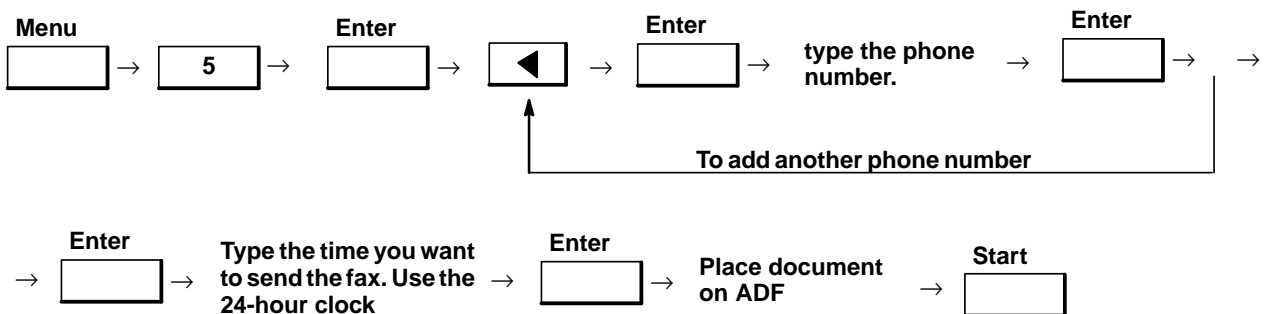 Menu
Enter
Enter
Enter
5
type the phone
number.
To add another phone number
Enter
Type the time you want
to send the fax. Use the
24-hour clock
Enter
Place document
on ADF
Start